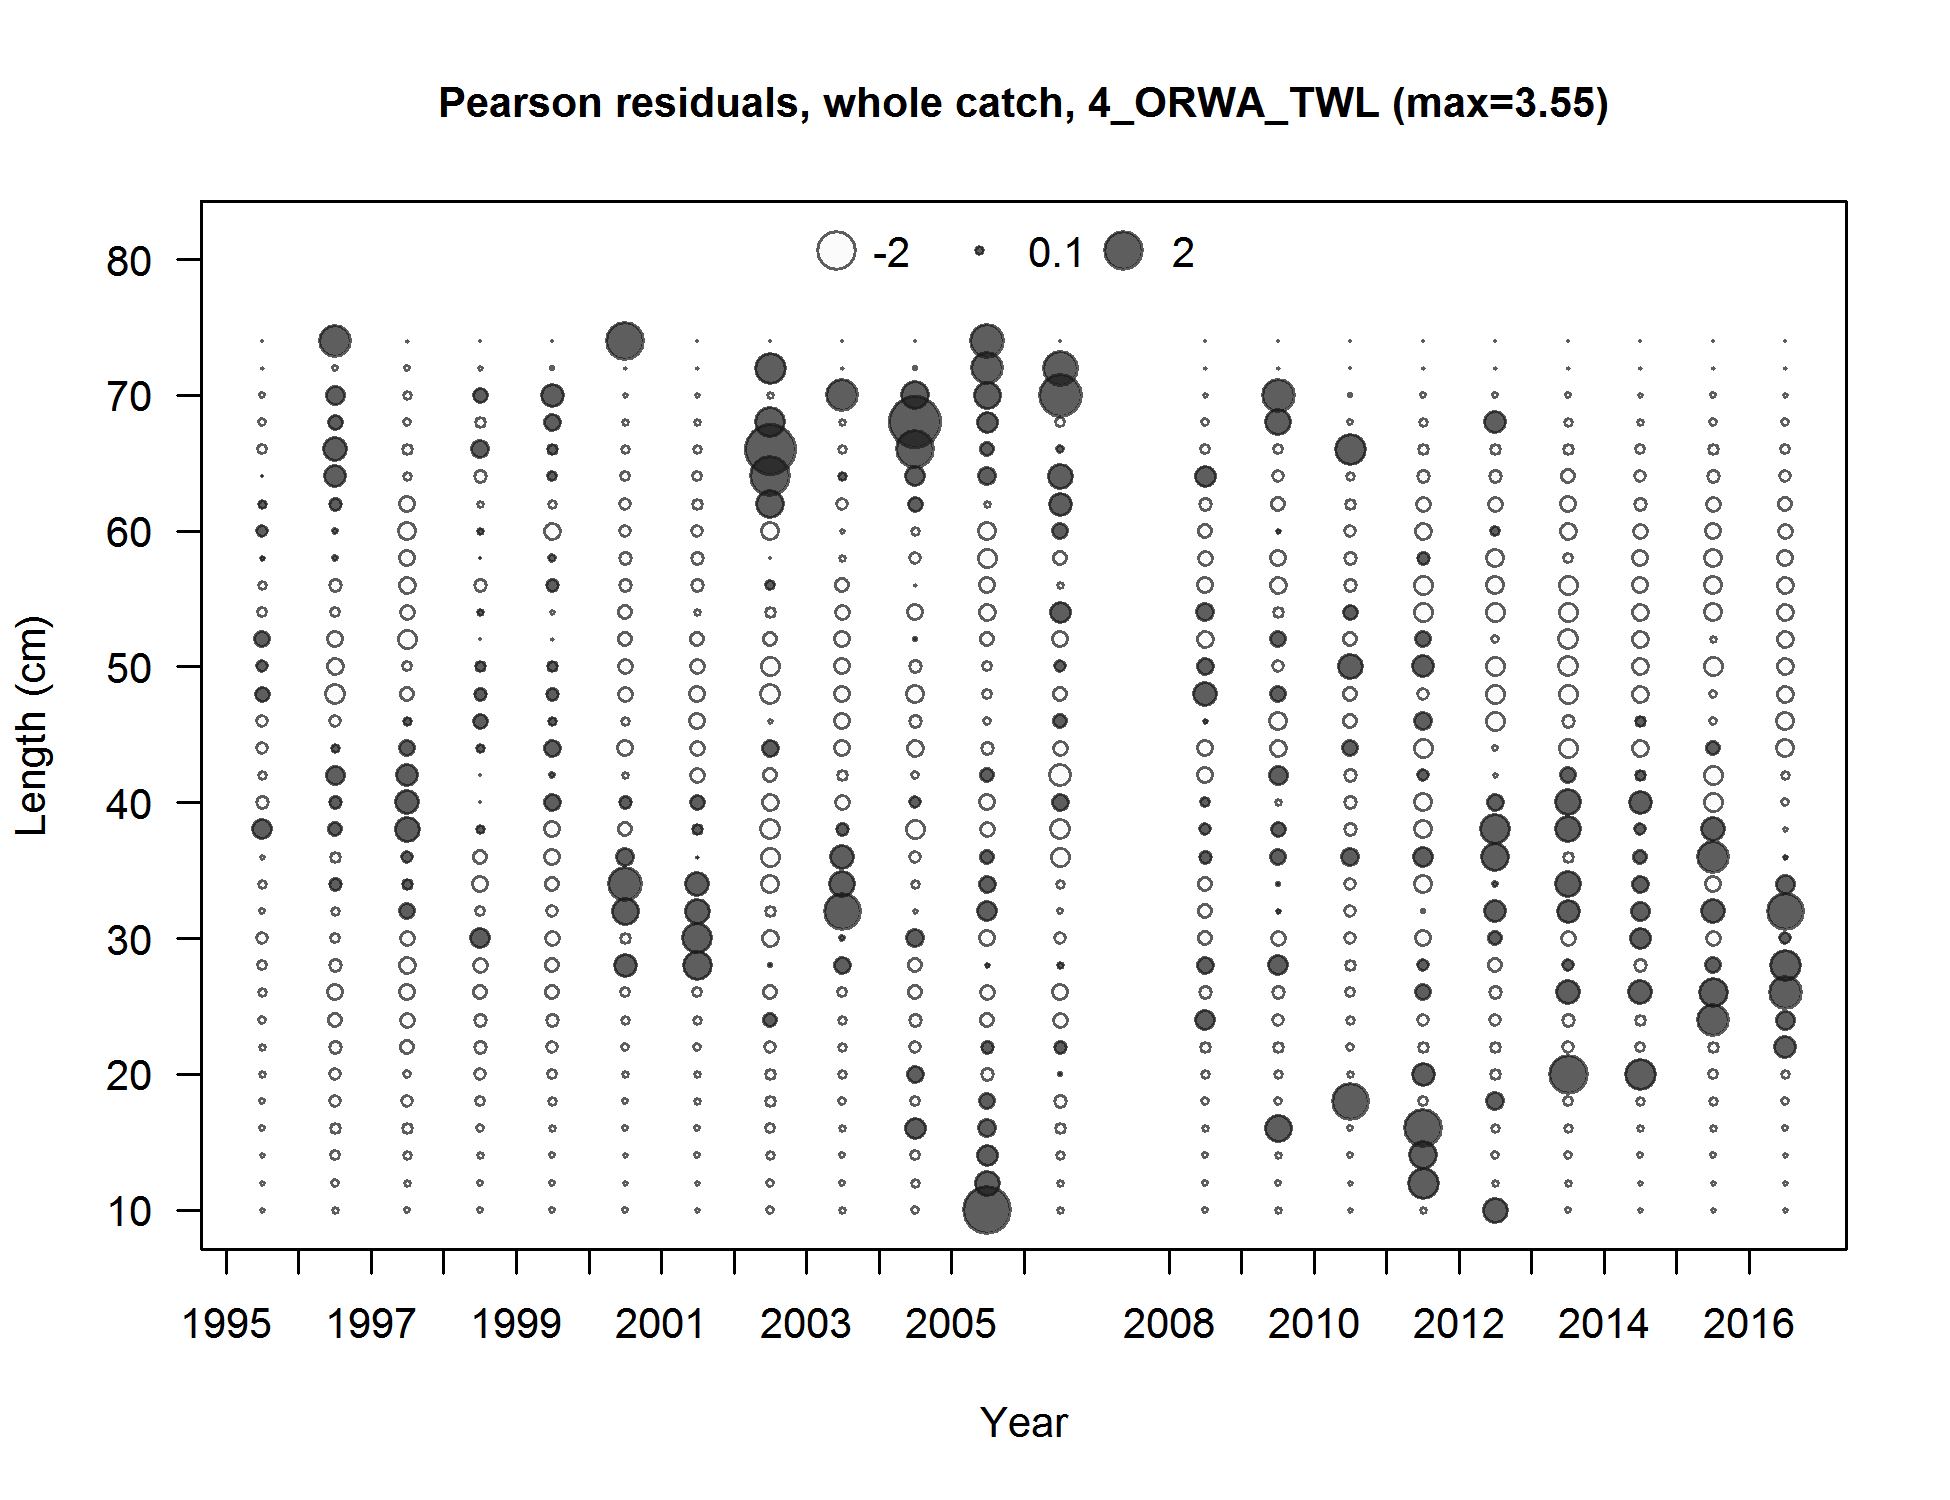 Pearson residuals, whole catch, 4_ORWA_TWL (max=3.55)
-2 0.1 2
80
70
60
50
40
30
20
10
Length (cm)
1995 1997 1999 2001 2003 2005 2008 2010 2012 2014 2016
Year